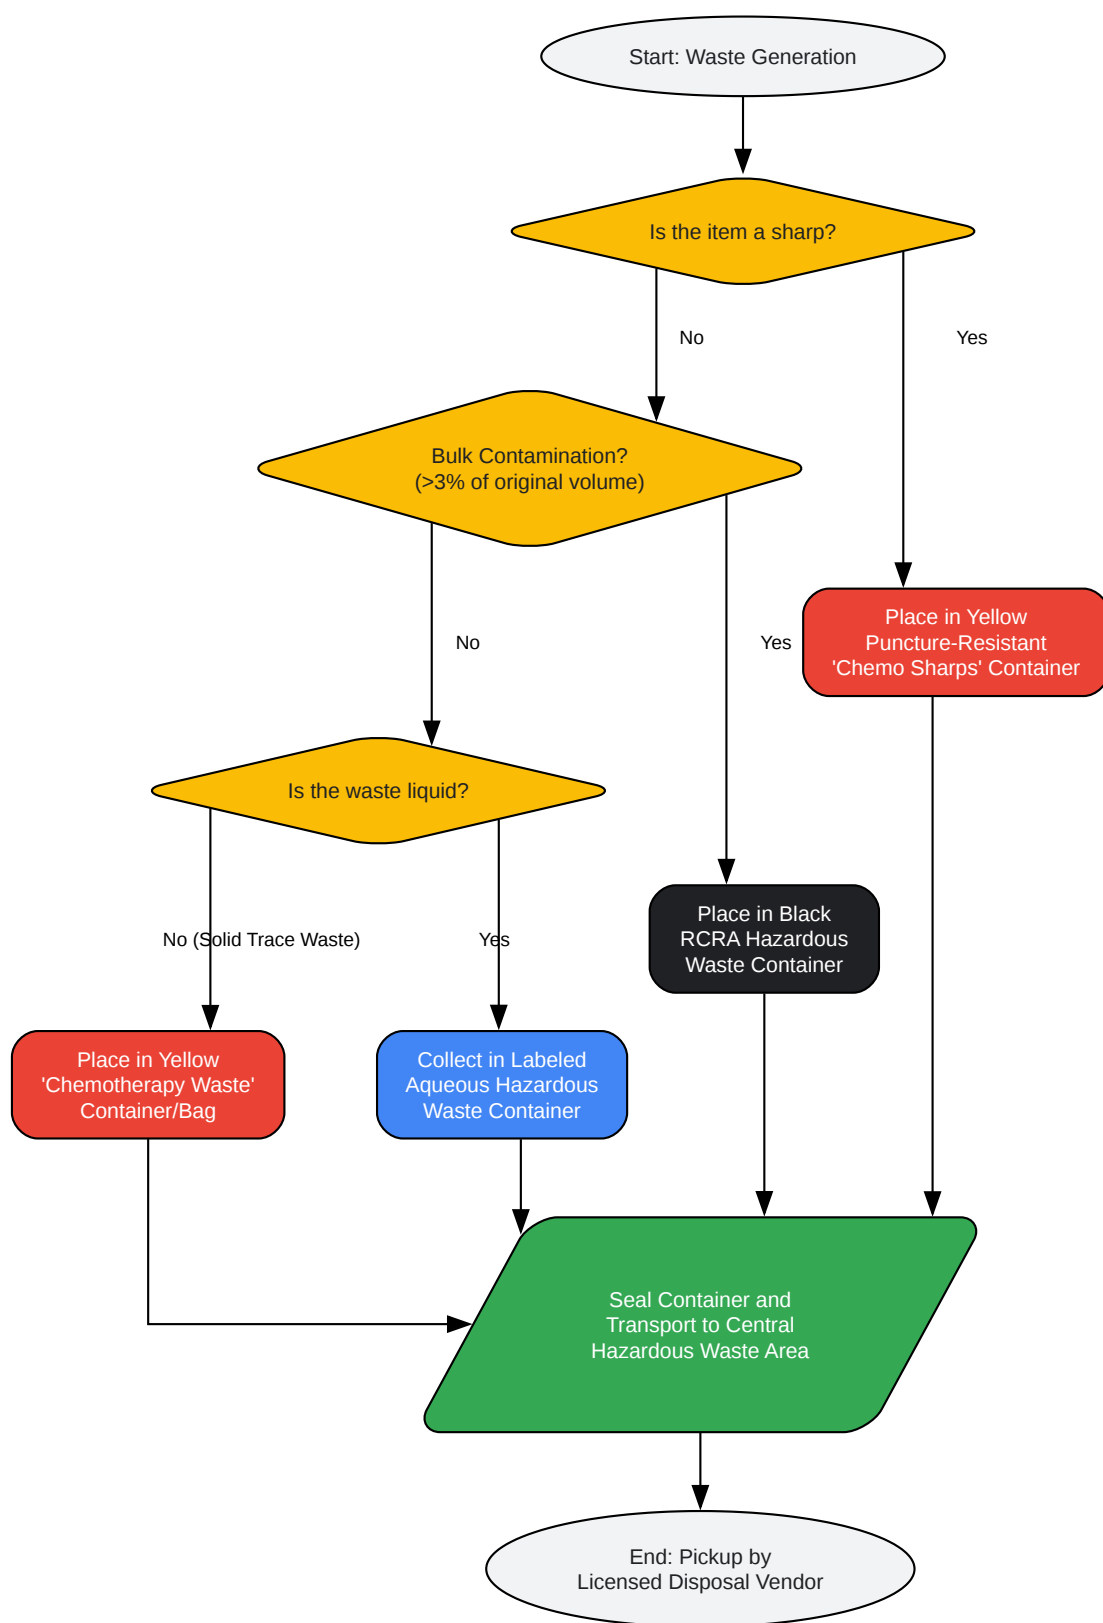 Start: Waste Generation
Is the item a sharp?
No
Yes
Bulk Contamination?
(>3% of original volume)
No
Yes
Place in Yellow
Puncture-Resistant
'Chemo Sharps' Container
Is the waste liquid?
No (Solid Trace Waste)
Yes
Place in Black
RCRA Hazardous
Waste Container
Place in Yellow
'Chemotherapy Waste'
Container/Bag
Collect in Labeled
Aqueous Hazardous
Waste Container
Seal Container and
Transport to Central
Hazardous Waste Area
End: Pickup by
Licensed Disposal Vendor